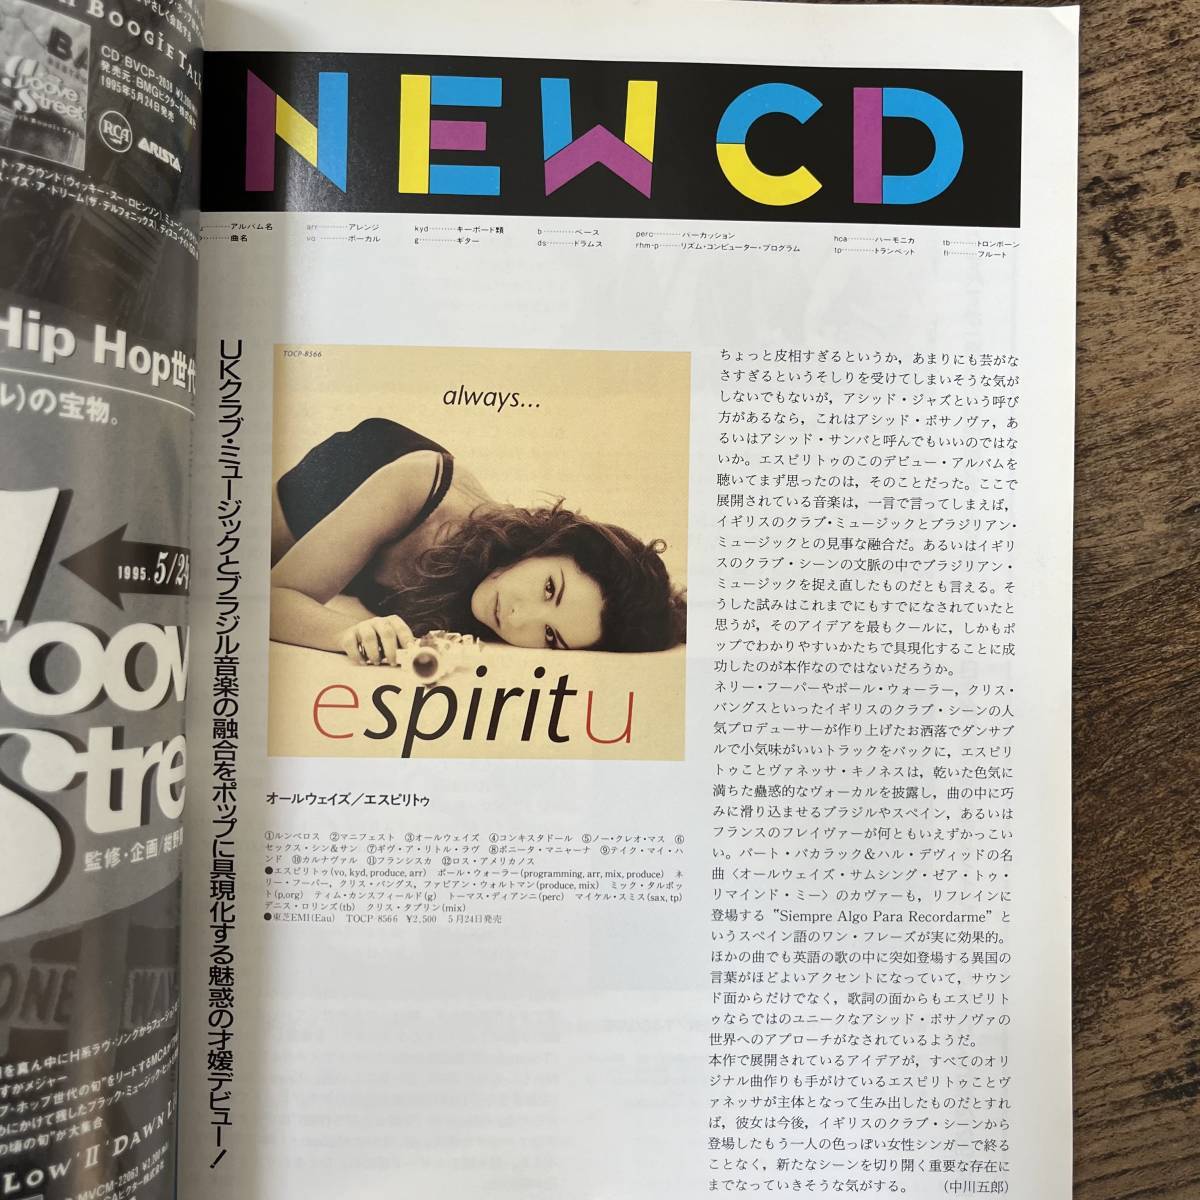 BOOGIE TALK
CD:BVCP-2636
発売元:BMGビクター株式会社
1995年5月24日発売
RCA
ARISTA
Hip Hop世代
の宝物。
1995. 5/24
監修・企画/
NEW CD
アルバム名
曲名
arr………アレンジ
vo………ボーカル
kyd………キーボード類
g………ギター
b………ベース
ds………ドラムス
perc………パーカッション
rhm-p………リズム・コンピューター・プログラム
hca………ハーモニカ
tp………トランペット
tb………トロンボーン
fl………フルート
UKクラブ・ミュージックとブラジル音楽の融合をポップに具現化する魅惑の才媛デビュー!
TOCP-8566
always...
espiritu
オールウェイズ/エスピリトゥ
①ルンベロス ②マニフェスト ③オールウェイズ ④コンキスタドール ⑤ノー・クレオ・マス ⑥
セックス・シン&サン ⑦ギヴ・ア・リトル・ラヴ ⑧ボニータ・マニャーナ ⑨テイク・マイ・ハ
ンド ⑩カルナヴァル ⑪フランシスカ ⑫ロス・アメリカノス
●エスピリトゥ(vo, kyd, produce, arr) ポール・ウォーラー(programming, arr, mix, produce) ネ
リー・フーパー, クリス・バングス, ファビアン・ウォルトマン(produce, mix) ミック・タルボッ
ト(p,org) ティム・カンスフィールド(g) トーマス・ディアンニ(perc) マイケル・スミス(sax, tp)
デニス・ロリンズ(tb) クリス・タブリン(mix)
●東芝EMI(Eau) TOCP-8566 ¥2,500 5月24日発売
ちょっと皮相すぎるというか，あまりにも芸がな
さすぎるというそしりを受けてしまいそうな気が
しないでもないが，アシッド・ジャズという呼び
方があるなら，これはアシッド・ボサノヴァ，あ
るいはアシッド・サンバと呼んでもいいのではな
いか。エスピリトゥのこのデビュー・アルバムを
聴いてまず思ったのは，そのことだった。ここで
展開されている音楽は，一言で言ってしまえば，
イギリスのクラブ・ミュージックとブラジリアン・
ミュージックとの見事な融合だ。あるいはイギリ
スのクラブ・シーンの文脈の中でブラジリアン・
ミュージックを捉え直したものだとも言える。そ
うした試みはこれまでにもすでになされていたと
思うが，そのアイデアを最もクールに，しかもポ
ップでわかりやすいかたちで具現化することに成
功したのが本作なのではないだろうか。
ネリー・フーパーやポール・ウォーラー，クリス・
バングスといったイギリスのクラブ・シーンの人
気プロデューサーが作り上げたお洒落でダンサブ
ルで小気味がいいトラックをバックに，エスピリ
トゥことヴァネッサ・キノネスは，乾いた色気に
満ちた蠱惑的なヴォーカルを披露し，曲の中に巧
みに滑り込ませるブラジルやスペイン，あるいは
フランスのフレイヴァーが何ともいえずかっこい
い。バート・バカラック&ハル・デヴィッドの名
曲〈オールウェイズ・サムシング・ゼア・トゥ・
リマインド・ミー〉のカヴァーも，リフレインに
登場する“Siempre Algo Para Recordarme”と
いうスペイン語のワン・フレーズが実に効果的。
ほかの曲でも英語の歌の中に突如登場する異国の
言葉がほどよいアクセントになっていて，サウン
ド面からだけでなく，歌詞の面からもエスピリト
ゥならではのユニークなアシッド・ボサノヴァの
世界へのアプローチがなされているようだ。
本作で展開されているアイデアが，すべてのオリ
ジナル曲作りも手がけているエスピリトゥことヴ
ァネッサが主体となって生み出したものだとすれ
ば，彼女は今後，イギリスのクラブ・シーンから
登場したもう一人の色っぽい女性シンガーで終る
ことなく，新たなシーンを切り開く重要な存在に
までなっていきそうな気がする。 (中川五郎)